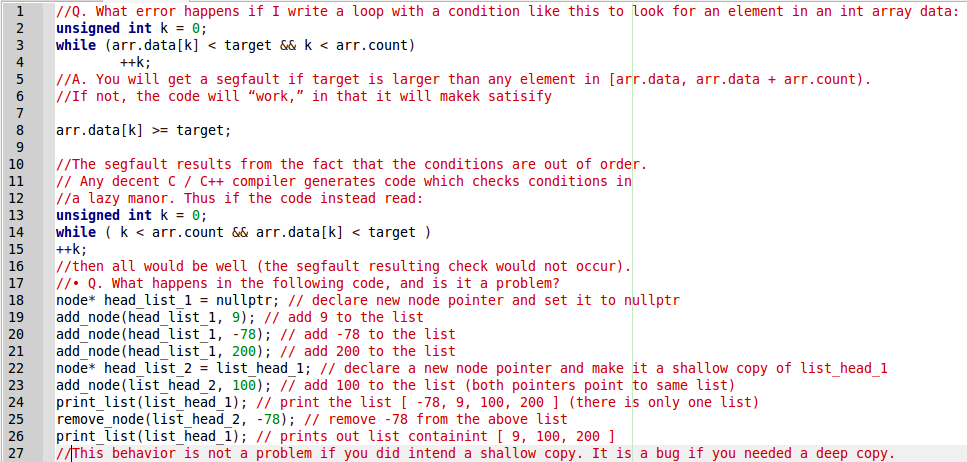 1 //Q. What error happens if I write a loop with a condition like this to look for an element in an int array data:
2 unsigned int k = 0;
3 while (arr.data[k] < target && k < arr.count)
4 ++k;
5 //A. You will get a segfault if target is larger than any element in [arr.data, arr.data + arr.count).
6 //If not, the code will “work,” in that it will makek satisify
7
8 arr.data[k] >= target;
9
10 //The segfault results from the fact that the conditions are out of order.
11 // Any decent C / C++ compiler generates code which checks conditions in
12 //a lazy manor. Thus if the code instead read:
13 unsigned int k = 0;
14 while ( k < arr.count && arr.data[k] < target )
15 ++k;
16 //then all would be well (the segfault resulting check would not occur).
17 //• Q. What happens in the following code, and is it a problem?
18 node* head_list_1 = nullptr; // declare new node pointer and set it to nullptr
19 add_node(head_list_1, 9); // add 9 to the list
20 add_node(head_list_1, -78); // add -78 to the list
21 add_node(head_list_1, 200); // add 200 to the list
22 node* head_list_2 = list_head_1; // declare a new node pointer and make it a shallow copy of list_head_1
23 add_node(list_head_2, 100); // add 100 to the list (both pointers point to same list)
24 print_list(list_head_1); // print the list [ -78, 9, 100, 200 ] (there is only one list)
25 remove_node(list_head_2, -78); // remove -78 from the above list
26 print_list(list_head_1); // prints out list containint [ 9, 100, 200 ]
27 //This behavior is not a problem if you did intend a shallow copy. It is a bug if you needed a deep copy.